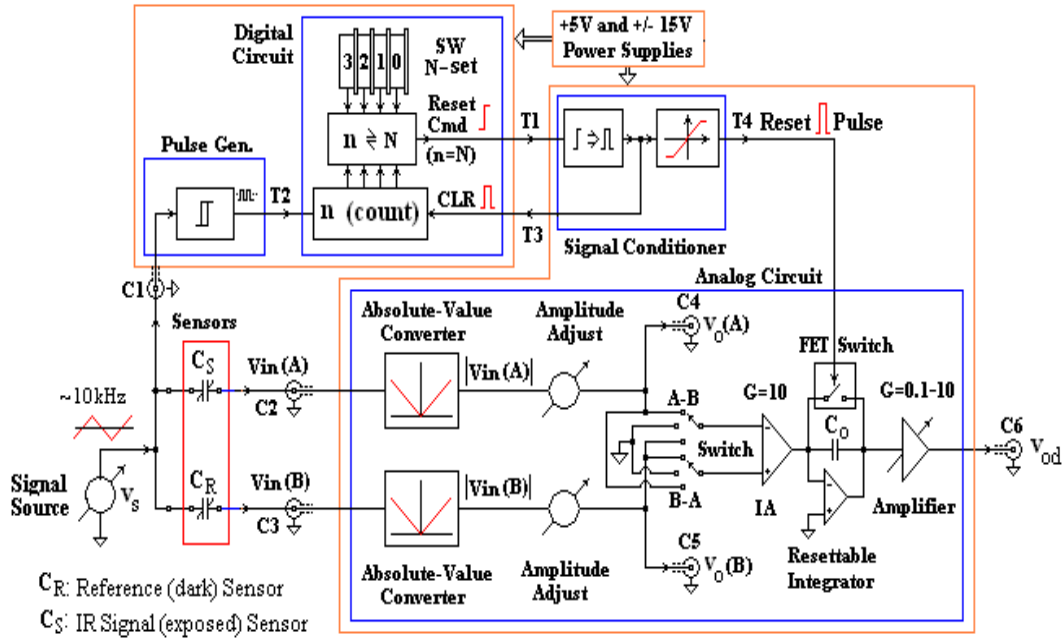 Digital
Circuit
SW
N-set
3 2 1 0
+5V and +/- 15V
Power Supplies
Reset
Cmd
(n=N)
n ⇄ N
T1
T4 Reset Pulse
Pulse Gen.
T2
n (count)
CLR
T3
Signal Conditioner
Analog Circuit
C1
Sensors
Absolute-Value
Converter
Amplitude
Adjust
C4
Vo(A)
FET Switch
CS
Vin(A)
C2
|Vin(A)|
A-B
G=10
G=0.1-10
~10kHz
CO
C6
Vod
Switch
Signal
Source
VS
CR
Vin(B)
C3
|Vin(B)|
B-A
IA
Amplifier
Resettable
Integrator
Absolute-Value
Converter
Amplitude
Adjust
C5
Vo(B)
CR: Reference (dark) Sensor
CS: IR Signal (exposed) Sensor